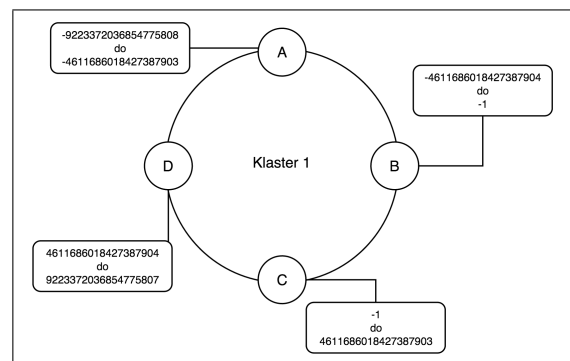 -9223372036854775808
do
-4611686018427387903
A
-4611686018427387904
do
-1
D
Klaster 1
B
4611686018427387904
do
9223372036854775807
C
-1
do
4611686018427387903